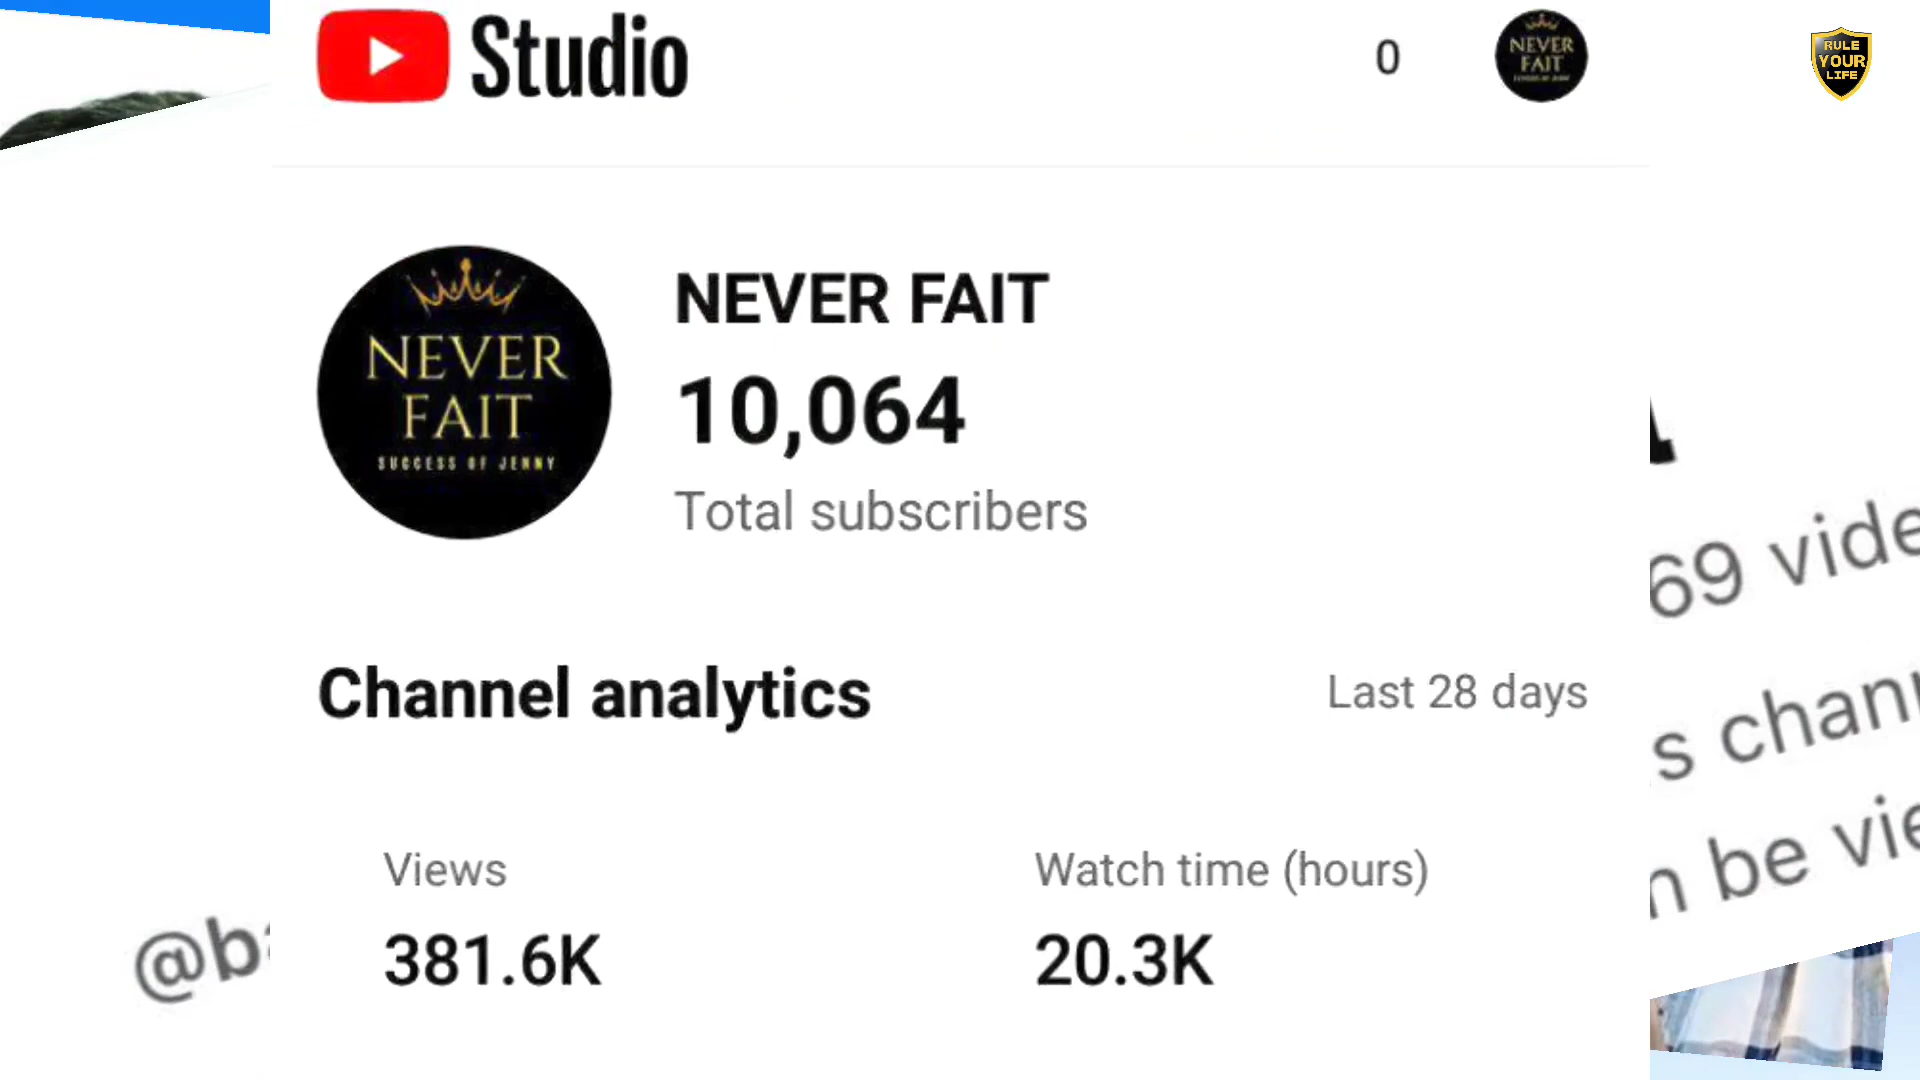 Studio
0
NEVER
FAIT
RULE
YOUR
LIFE
NEVER
FAIT
SUCCESS OF JENNY
NEVER FAIT
10,064
Total subscribers
69 vide
Channel analytics
Last 28 days
s chann
Views
Watch time (hours)
n be vie
381.6K
20.3K
@b